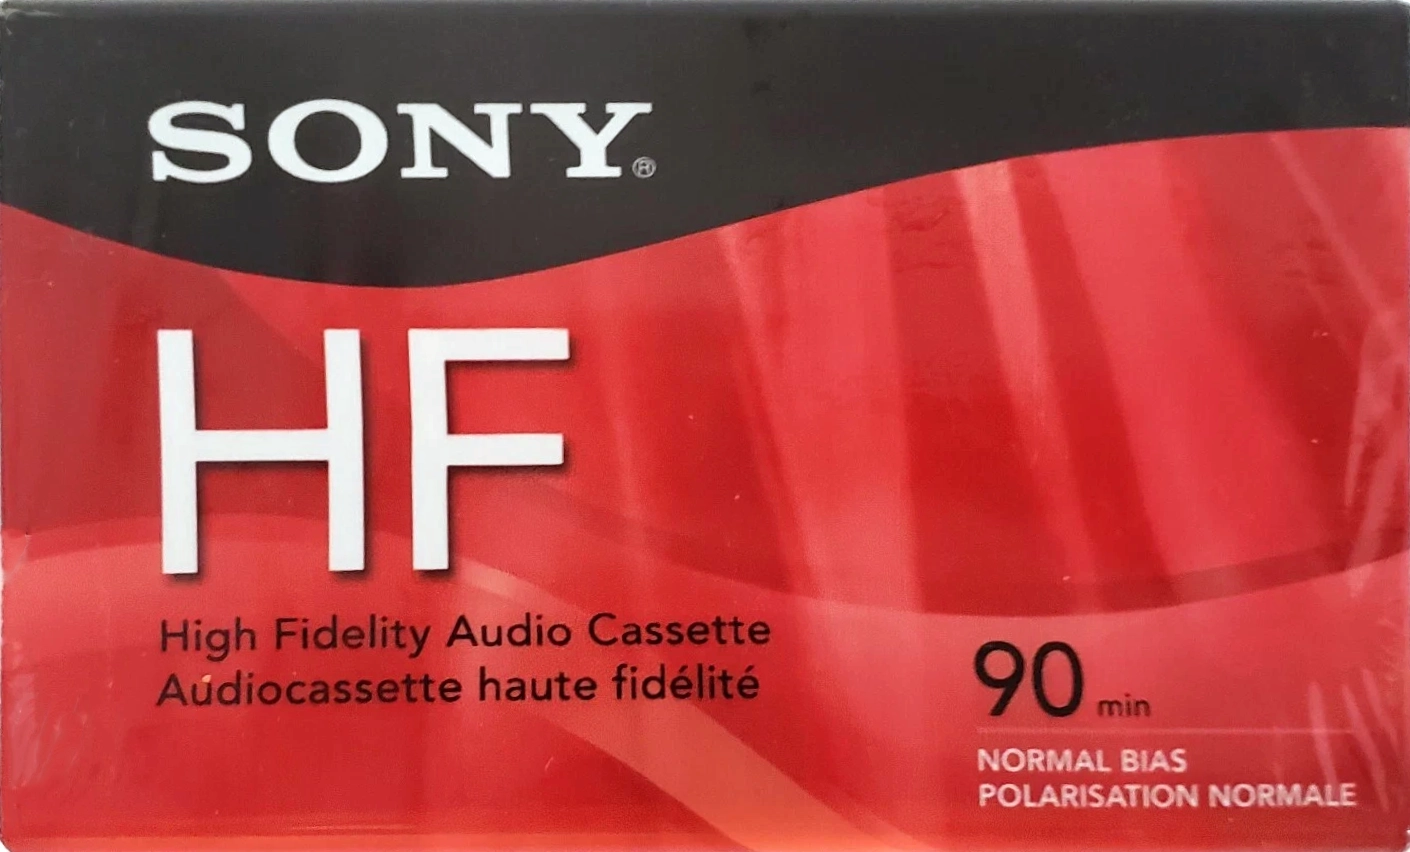 SONY®
HF
High Fidelity Audio Cassette
Audiocassette haute fidélité
90 min
NORMAL BIAS
POLARISATION NORMALE